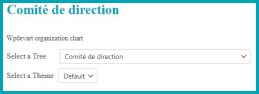 Comité de direction
Wpdevart organization chart
Select a Tree Comité de direction
Select a Theme Default